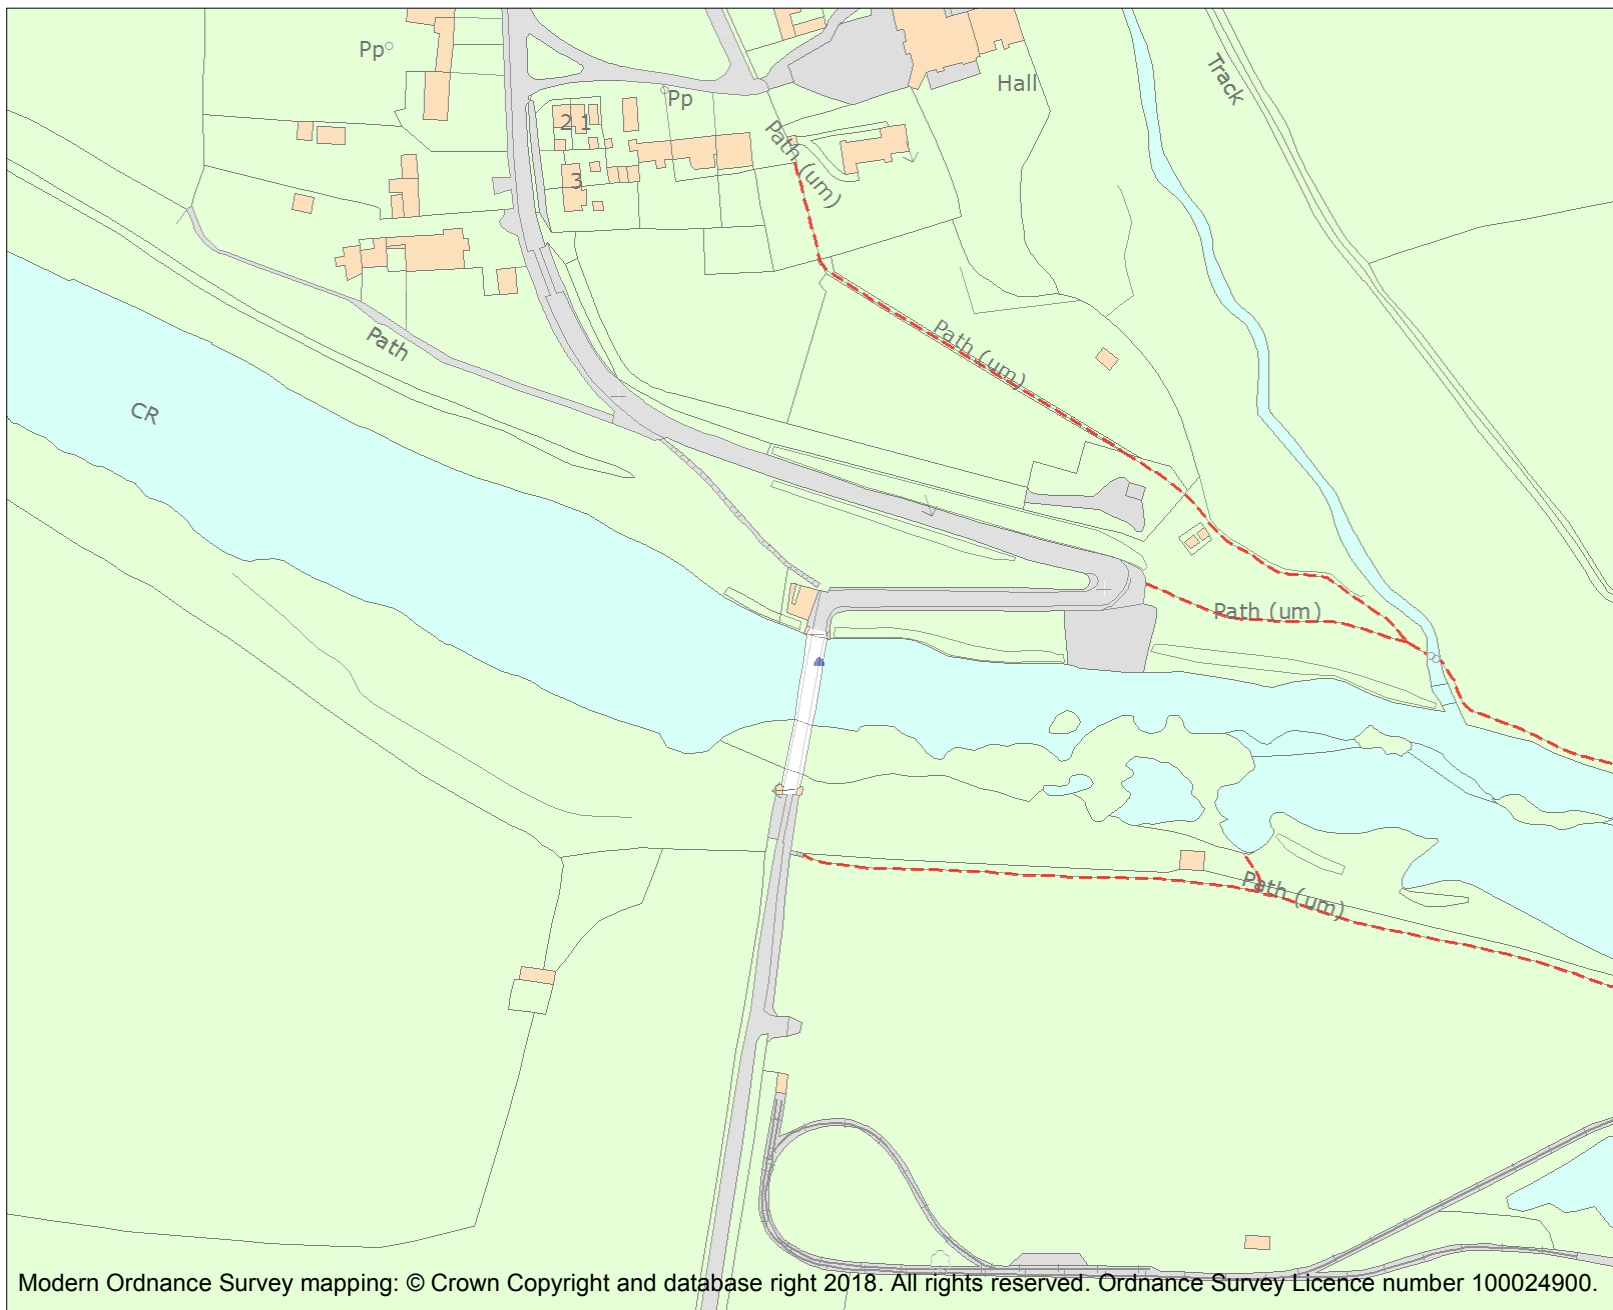 Pp
Hall
Track
Pp
2 1
Path (um)
3
Path (um)
Path
CR
Path (um)
Path (um)
Modern Ordnance Survey mapping: © Crown Copyright and database right 2018. All rights reserved. Ordnance Survey Licence number 100024900.